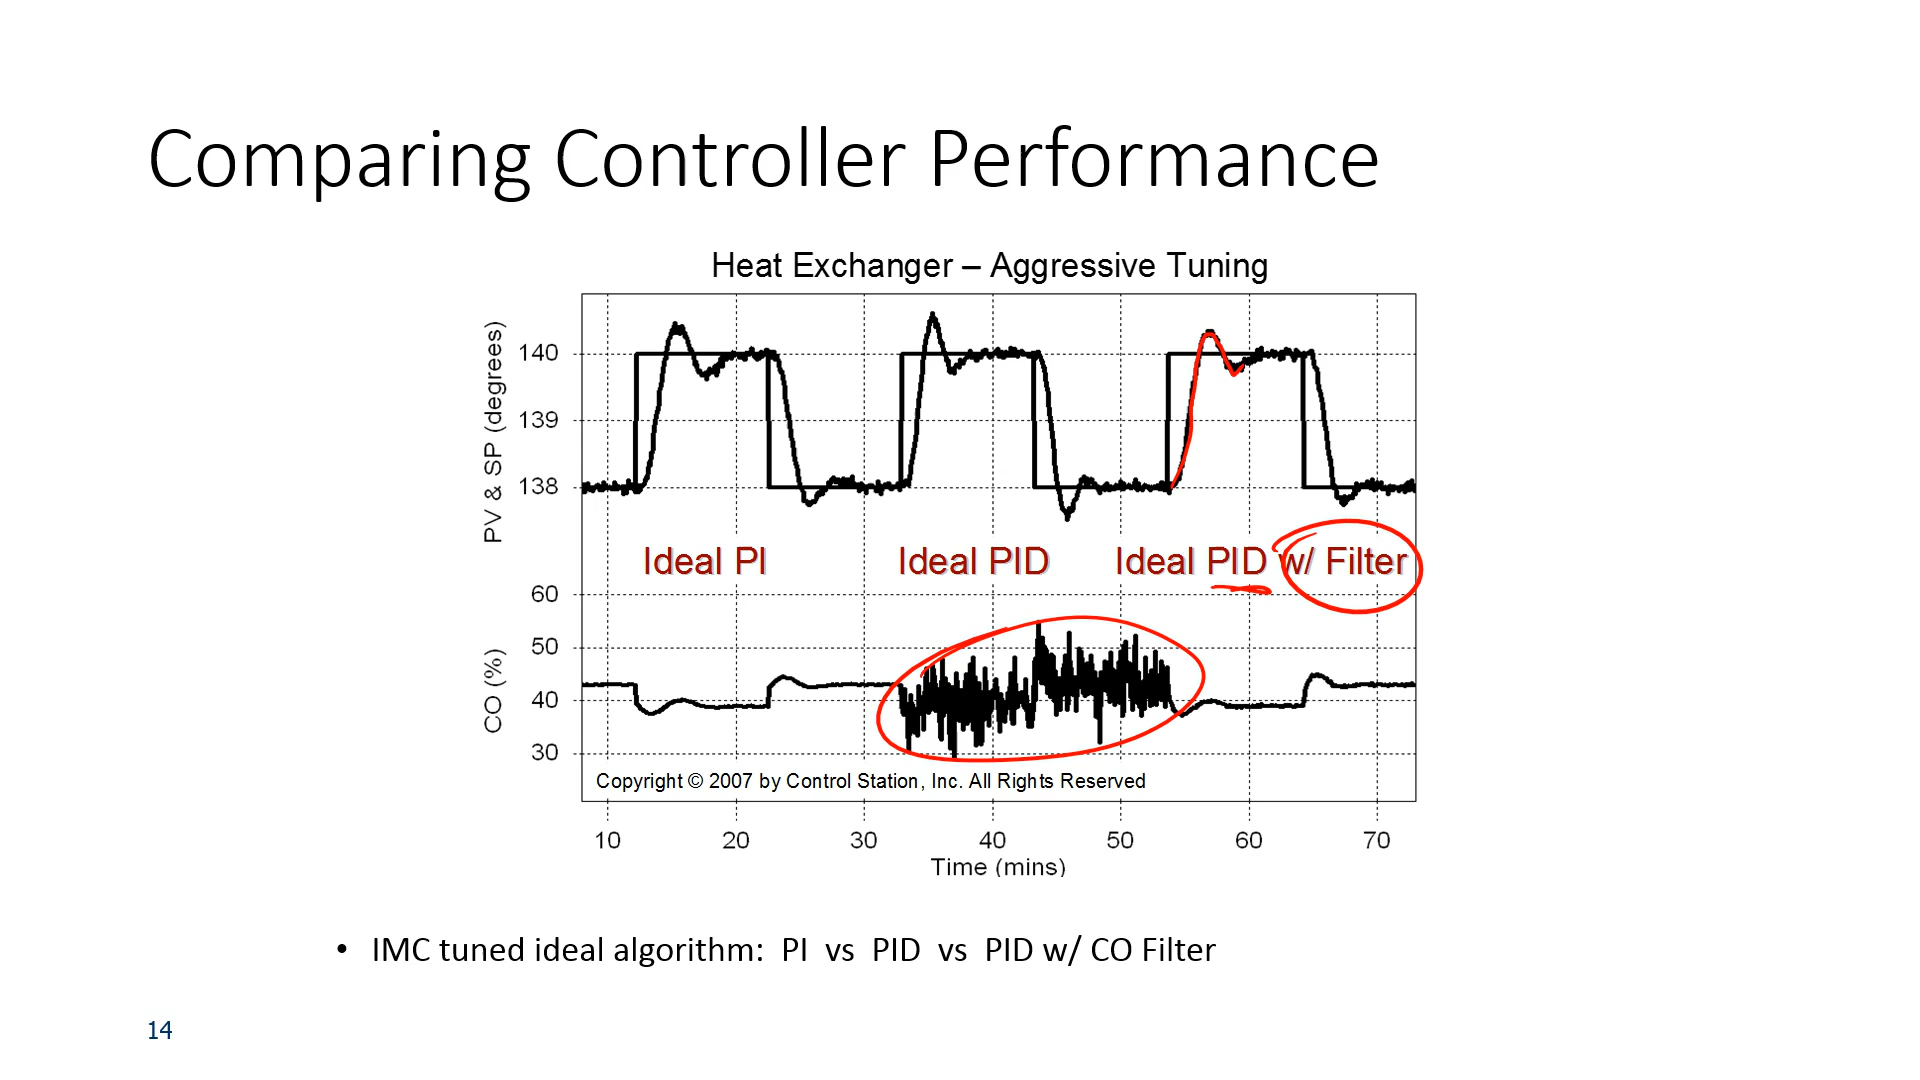 Comparing Controller Performance
Heat Exchanger – Aggressive Tuning
PV & SP (degrees)
140
139
138
Ideal PI
Ideal PID
Ideal PID w/ Filter
CO (%)
60
50
40
30
Copyright © 2007 by Control Station, Inc. All Rights Reserved
10 20 30 40 50 60 70
Time (mins)
• IMC tuned ideal algorithm: PI vs PID vs PID w/ CO Filter
14